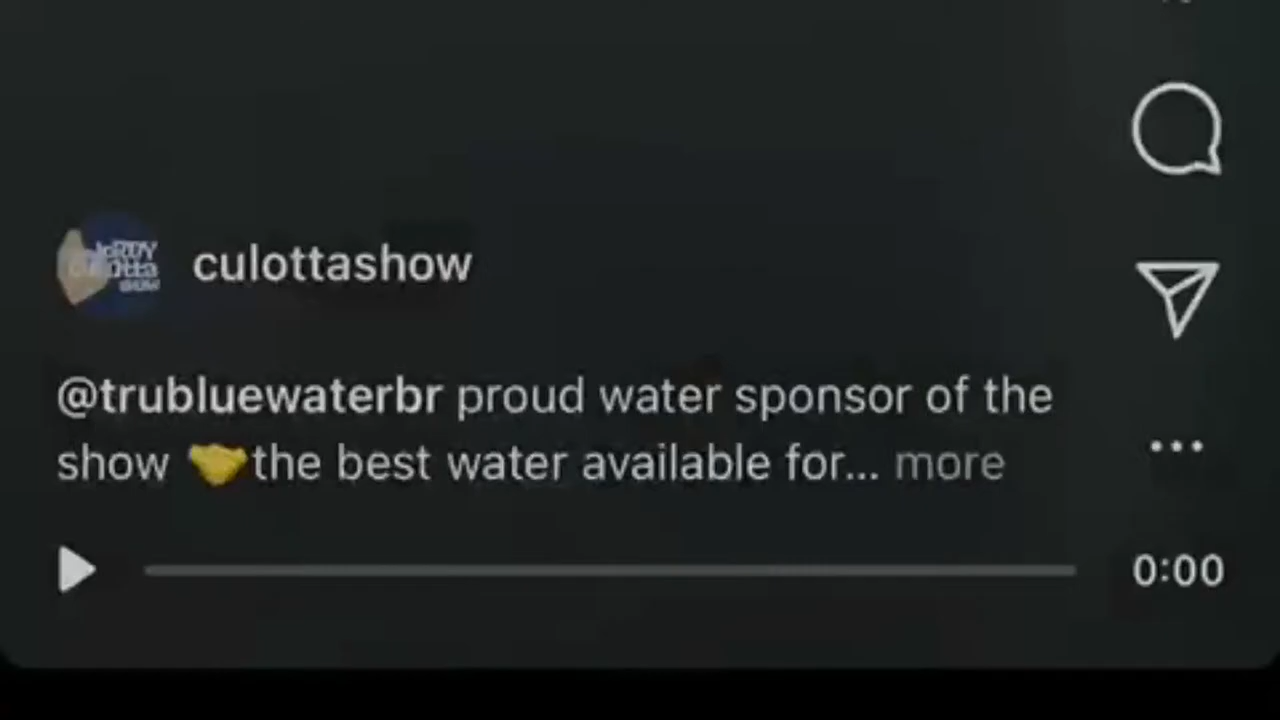 culottashow
@trubluewaterbr proud water sponsor of the
show 🤝the best water available for... more
0:00